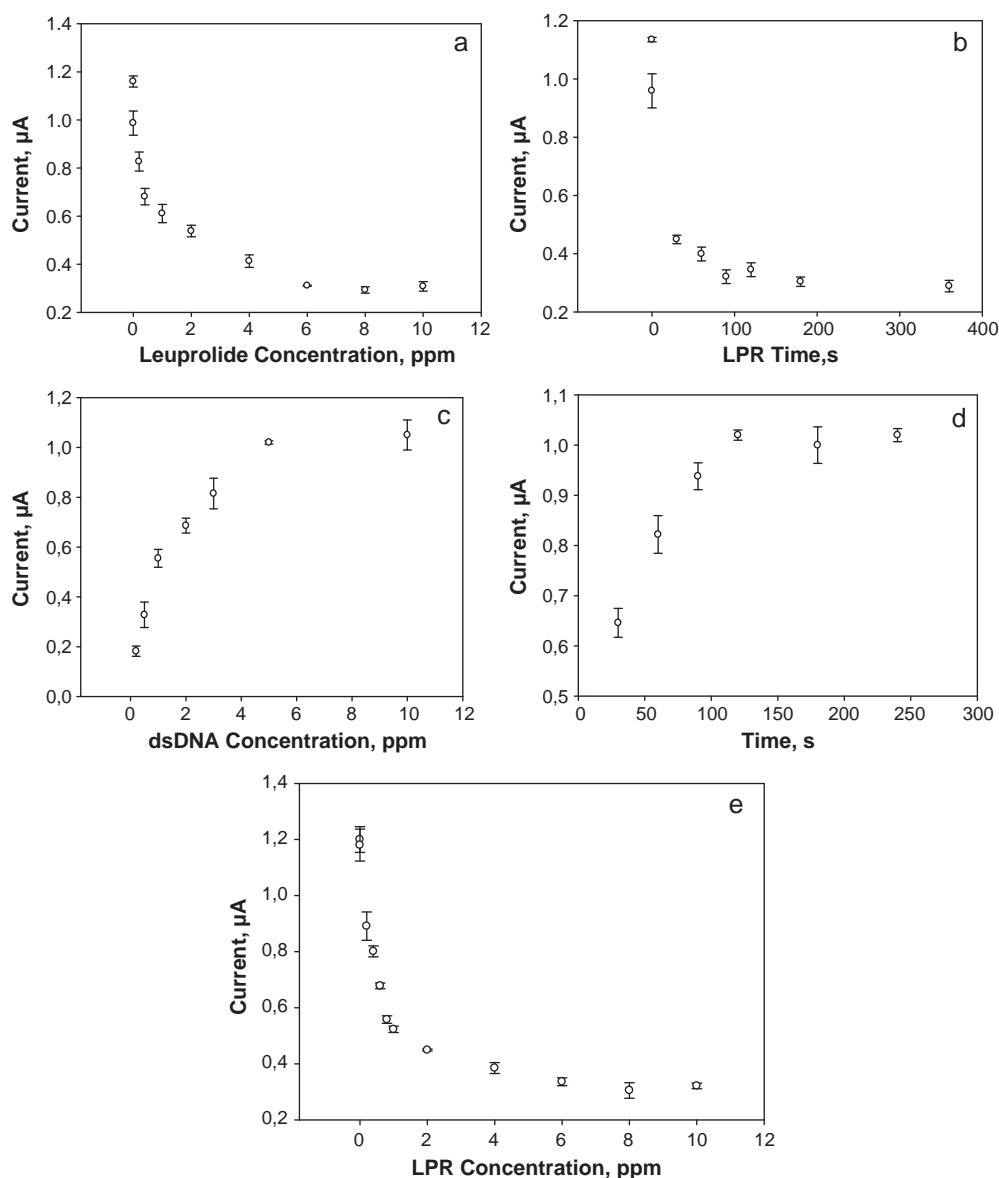 a
1.4
1.2
1.0
0.8
0.6
0.4
0.2
Current, µA
0 2 4 6 8 10 12
Leuprolide Concentration, ppm
b
1.2
1.0
0.8
0.6
0.4
0.2
Current, µA
0 100 200 300 400
LPR Time,s
c
1,2
1,0
0,8
0,6
0,4
0,2
0,0
Current, µA
0 2 4 6 8 10 12
dsDNA Concentration, ppm
d
1,1
1,0
0,9
0,8
0,7
0,6
0,5
Current, µA
0 50 100 150 200 250 300
Time, s
e
1,4
1,2
1,0
0,8
0,6
0,4
0,2
Current, µA
0 2 4 6 8 10 12
LPR Concentration, ppm